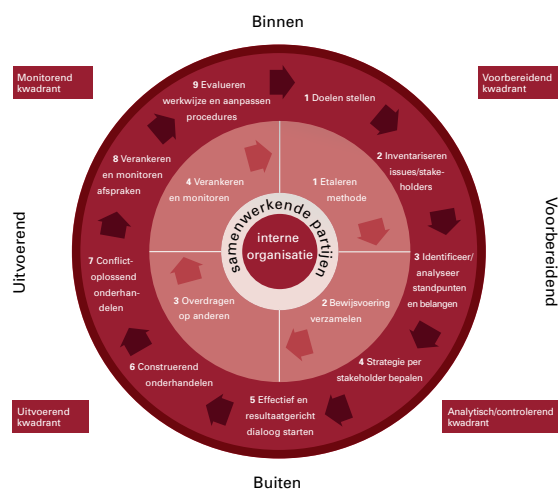 Binnen
Monitorend
kwadrant
Voorbereidend
kwadrant
9 Evalueren
werkwijze en aanpassen
procedures
1 Doelen stellen
8 Verankeren
en monitoren
afspraken
2 Inventariseren
issues/stake-
holders
4 Verankeren
en monitoren
1 Etaleren
methode
samenwerkende partijen
interne
organisatie
Uitvoerend
Voorbereidend
7 Conflict-
oplossend
onderhan-
delen
3 Identificeer/
analyseer
standpunten
en belangen
3 Overdragen
op anderen
2 Bewijsvoering
verzamelen
6 Construerend
onderhandelen
4 Strategie per
stakeholder bepalen
5 Effectief en
resultaatgericht
dialoog starten
Uitvoerend
kwadrant
Analytisch/controlerend
kwadrant
Buiten